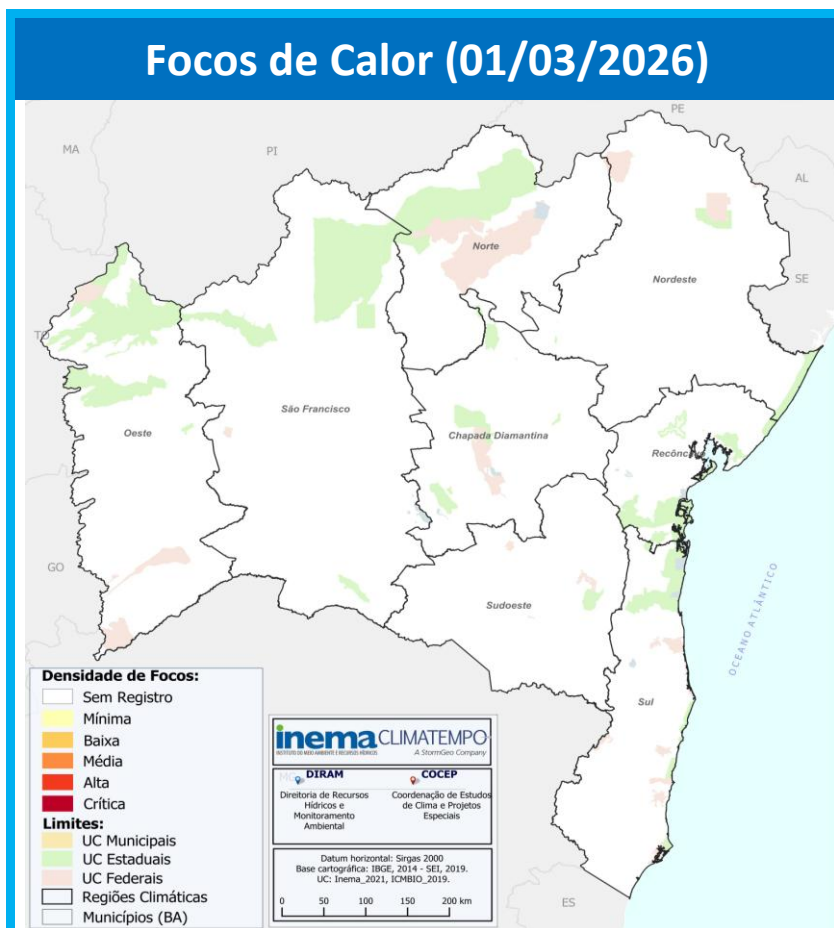 Focos de Calor (01/03/2026)
PE
MA
PI
AL
Norte
SE
Nordeste
TO
São Francisco
Oeste
Chapada Diamantina
Recôncavo
GO
Sudoeste
OCEANO ATLÂNTICO
Sul
Densidade de Focos:
Sem Registro
Mínima
Baixa
Média
Alta
Crítica
Limites:
UC Municipais
UC Estaduais
UC Federais
Regiões Climáticas
Municípios (BA)
inema CLIMATEMPO
INSTITUTO DO MEIO AMBIENTE E RECURSOS HÍDRICOS
A StormGeo Company
MG
DIRAM
Direitoria de Recursos
Hídricos e
Monitoramento
Ambiental
COCEP
Coordenação de Estudos
de Clima e Projetos
Especiais
Datum horizontal: Sirgas 2000
Base cartográfica: IBGE, 2014 - SEI, 2019.
UC: Inema_2021, ICMBIO_2019.
0 50 100 150 200 km
ES